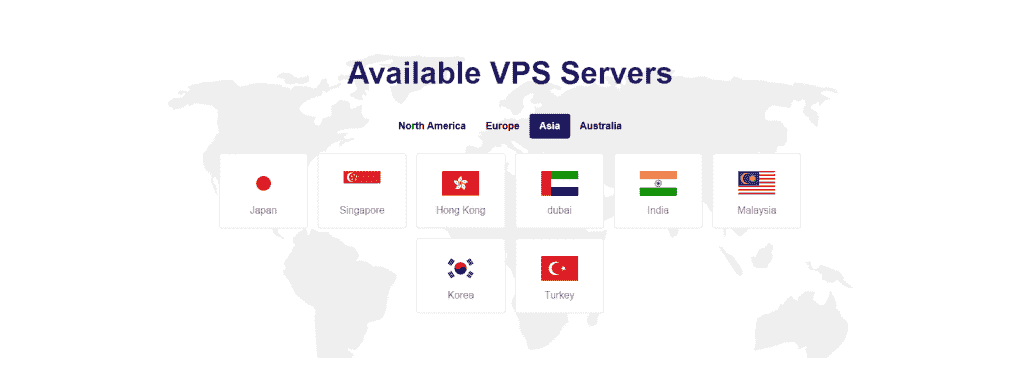 Available VPS Servers
North America Europe Asia Australia
Japan Singapore Hong Kong dubai India Malaysia
Korea Turkey